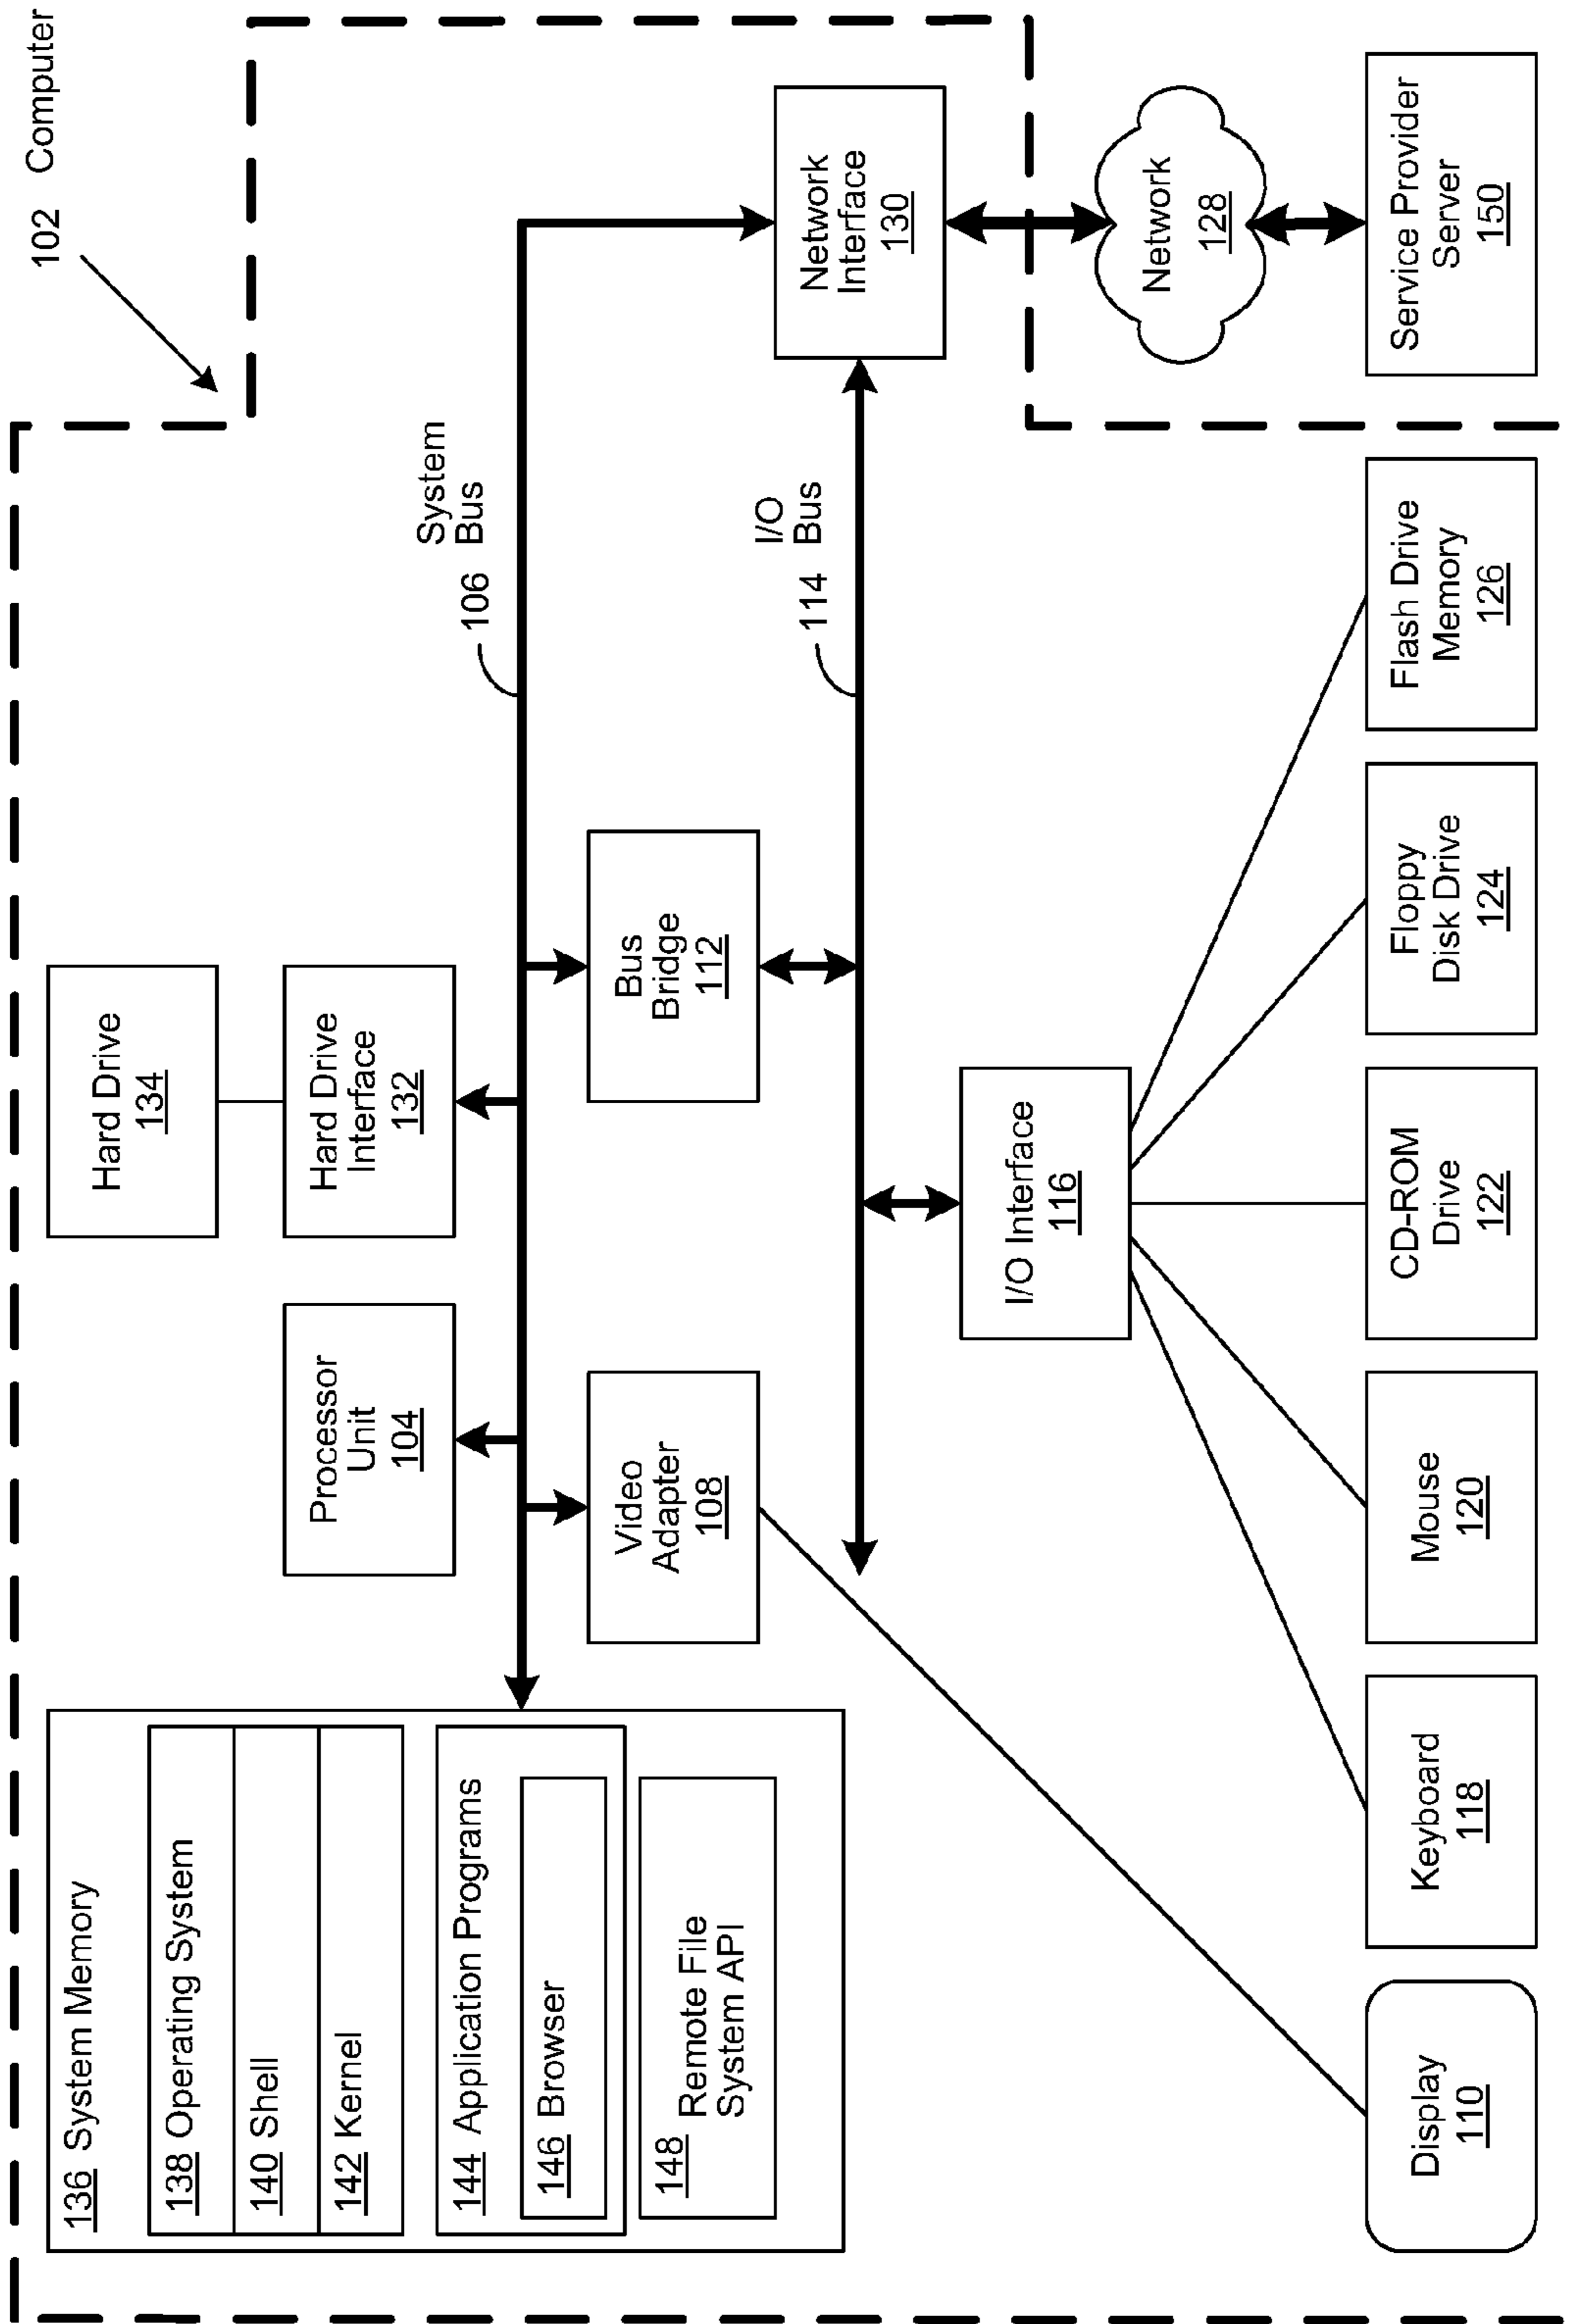 102 Computer
136 System Memory
138 Operating System
140 Shell
142 Kernel
144 Application Programs
146 Browser
148
Remote File
System API
Hard Drive
134
Processor
Unit
104
Hard Drive
Interface
132
System
Bus
106
Video
Adapter
108
Bus
Bridge
112
I/O
Bus
114
Network
Interface
130
I/O Interface
116
Network
128
Display
110
Keyboard
118
Mouse
120
CD-ROM
Drive
122
Floppy
Disk Drive
124
Flash Drive
Memory
126
Service Provider
Server
150